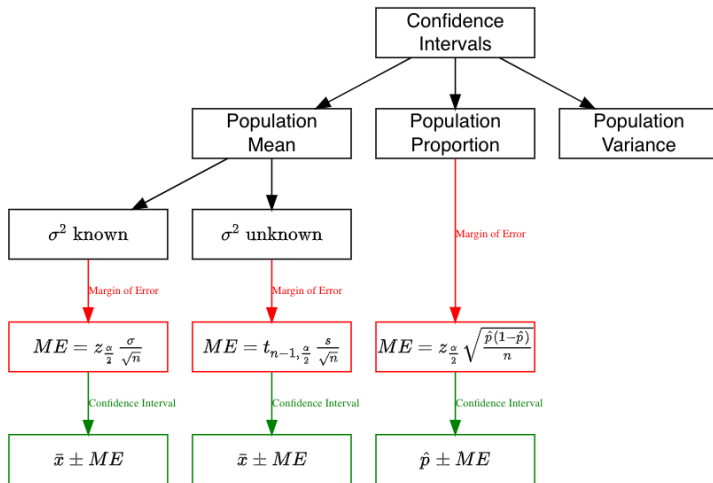 Confidence
Intervals
Population
Mean
Population
Proportion
Population
Variance
σ² known
σ² unknown
Margin of Error
Margin of Error
Margin of Error
ME = z_{α/2} σ/√n
ME = t_{n−1, α/2} s/√n
ME = z_{α/2} √(p̂(1−p̂)/n)
Confidence Interval
Confidence Interval
Confidence Interval
x̄ ± ME
x̄ ± ME
p̂ ± ME